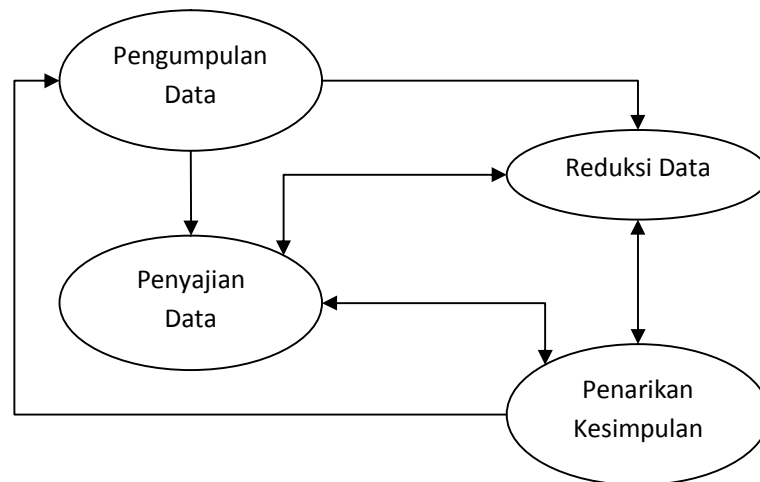 Pengumpulan
Data
Reduksi Data
Penyajian
Data
Penarikan
Kesimpulan